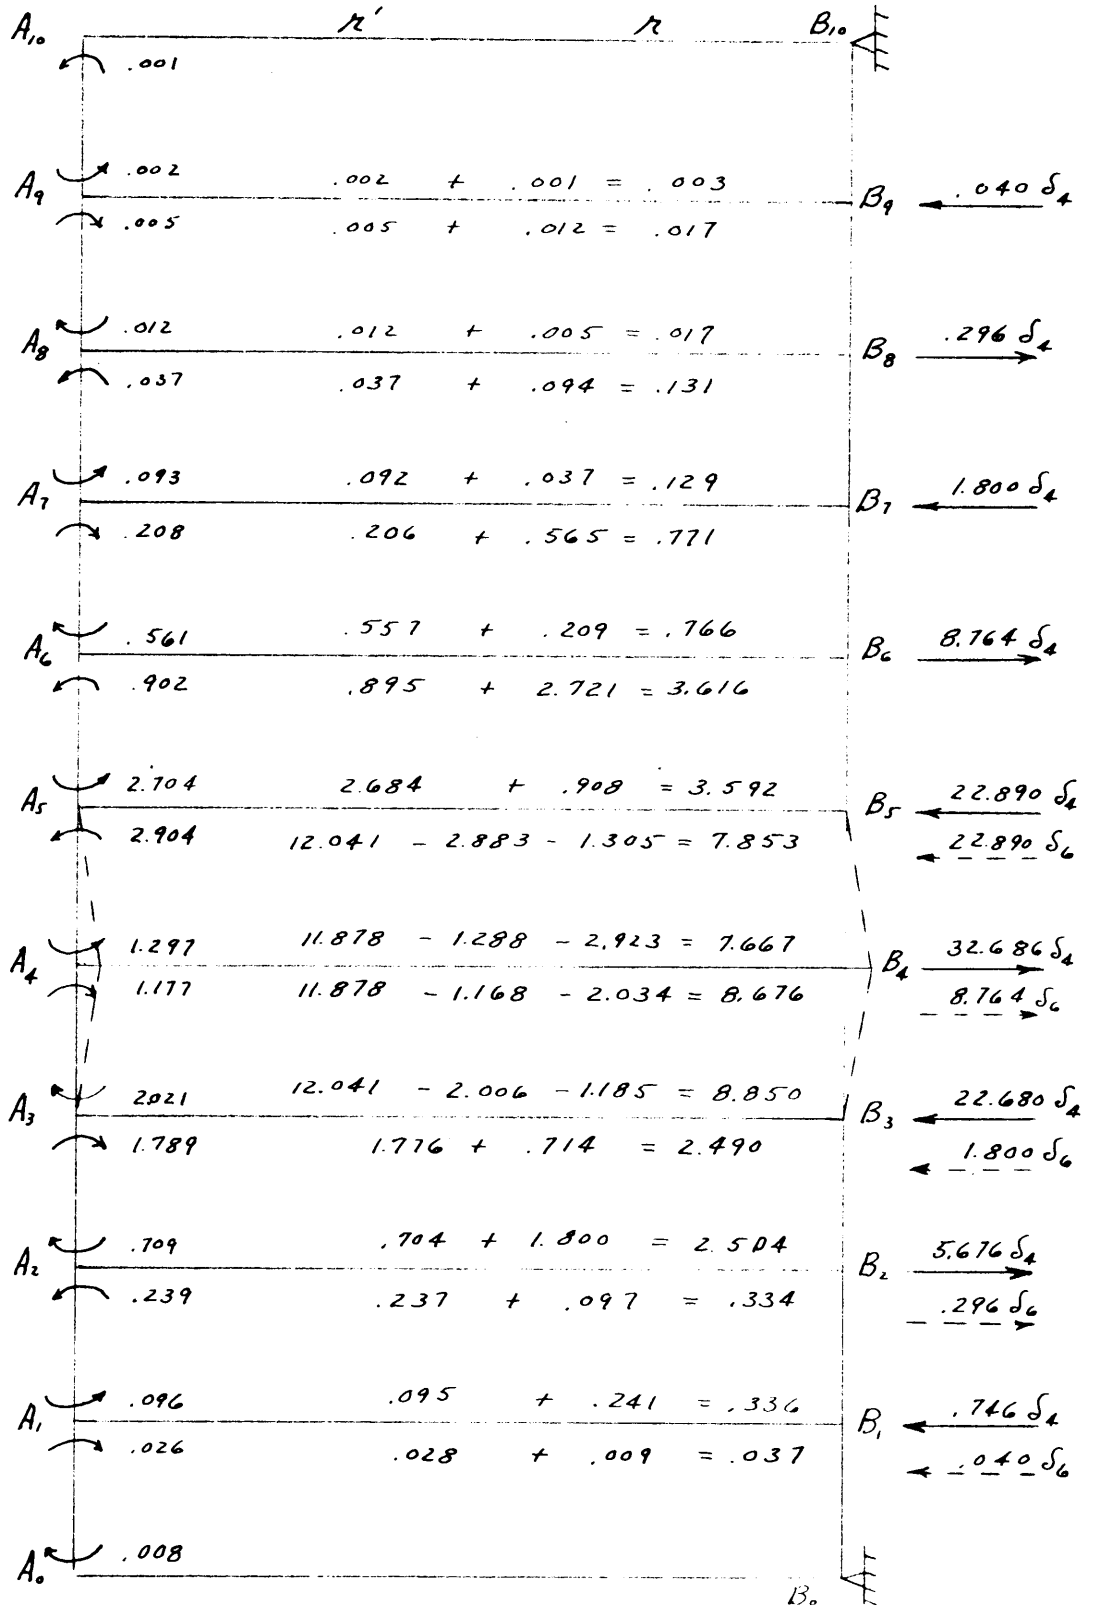 A₁₀ r' r B₁₀
.001
A₉ .002 .002 + .001 = .003 B₉ .040 δ₄
.005 .005 + .012 = .017
A₈ .012 .012 + .005 = .017 B₈ .296 δ₄
.037 .037 + .094 = .131
A₇ .093 .092 + .037 = .129 B₇ 1.800 δ₄
.208 .206 + .565 = .771
A₆ .561 .557 + .209 = .766 B₆ 8.764 δ₄
.902 .895 + 2.721 = 3.616
A₅ 2.704 2.684 + .908 = 3.592 B₅ 22.890 δ₄
2.904 12.041 - 2.883 - 1.305 = 7.853 22.890 δ₆
A₄ 1.297 11.878 - 1.288 - 2.923 = 7.667 B₄ 32.686 δ₄
1.177 11.878 - 1.168 - 2.034 = 8.676 8.764 δ₆
A₃ 2.021 12.041 - 2.006 - 1.185 = 8.850 B₃ 22.680 δ₄
1.789 1.776 + .714 = 2.490 1.800 δ₆
A₂ .709 .704 + 1.800 = 2.504 B₂ 5.676 δ₄
.239 .237 + .097 = .334 .296 δ₆
A₁ .096 .095 + .241 = .336 B₁ .746 δ₄
.026 .028 + .009 = .037 .040 δ₆
A₀ .008
B₀